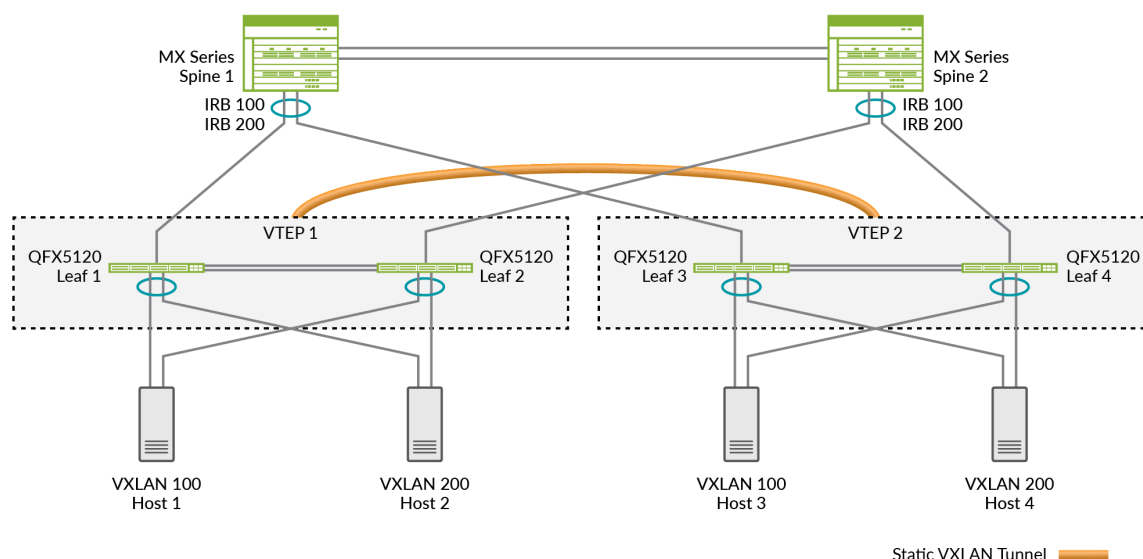 MX Series
Spine 1
MX Series
Spine 2
IRB 100
IRB 200
IRB 100
IRB 200
VTEP 1
VTEP 2
QFX5120
Leaf 1
QFX5120
Leaf 2
QFX5120
Leaf 3
QFX5120
Leaf 4
VXLAN 100
Host 1
VXLAN 200
Host 2
VXLAN 100
Host 3
VXLAN 200
Host 4
Static VXLAN Tunnel